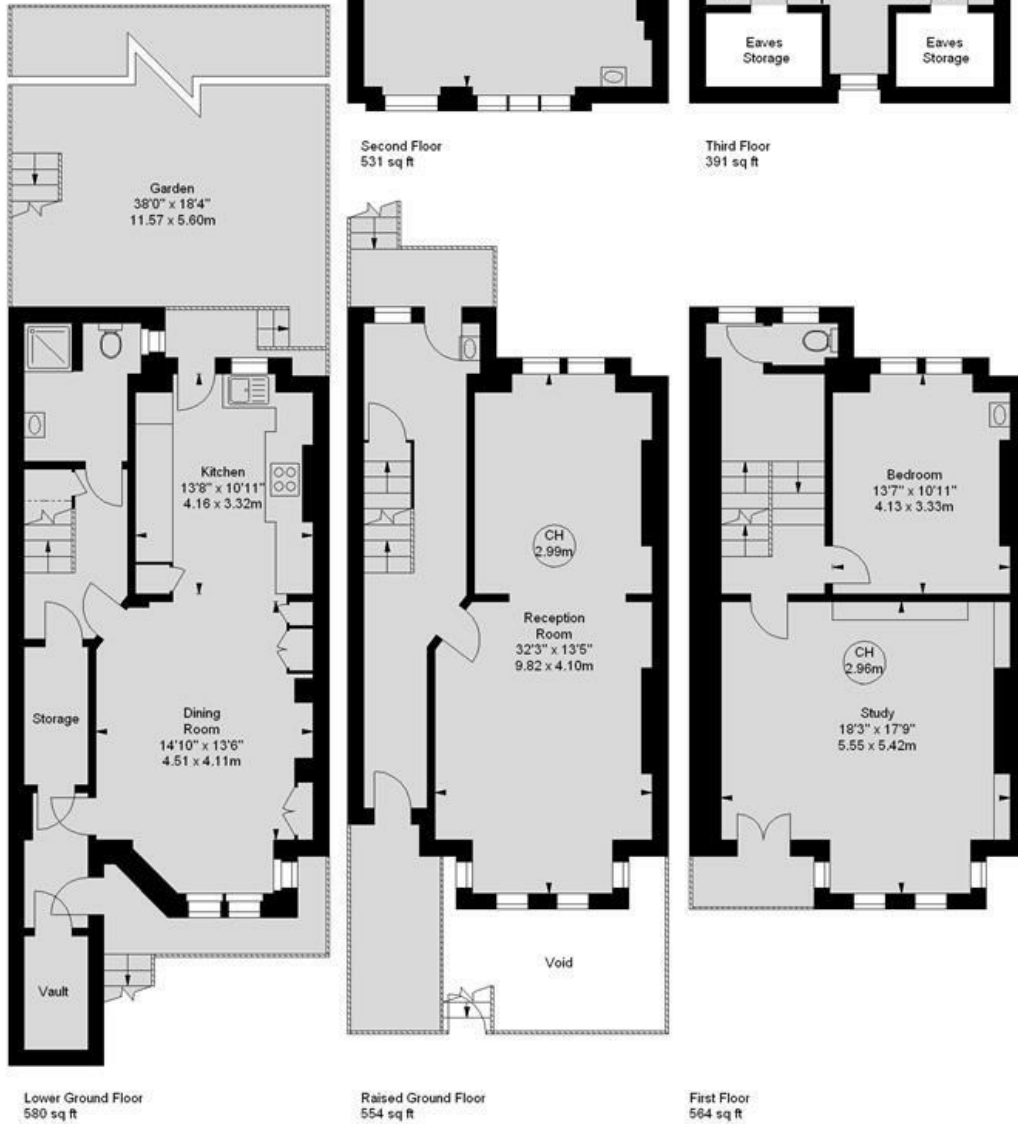 Eaves
Storage
Eaves
Storage
Second Floor
531 sq ft
Third Floor
391 sq ft
Garden
38'0" x 18'4"
11.57 x 5.60m
Kitchen
13'8" x 10'11"
4.16 x 3.32m
Storage
Dining
Room
14'10" x 13'6"
4.51 x 4.11m
Vault
Lower Ground Floor
580 sq ft
CH
2.99m
Reception
Room
32'3" x 13'5"
9.82 x 4.10m
Void
Raised Ground Floor
554 sq ft
Bedroom
13'7" x 10'11"
4.13 x 3.33m
CH
2.96m
Study
18'3" x 17'9"
5.55 x 5.42m
First Floor
564 sq ft